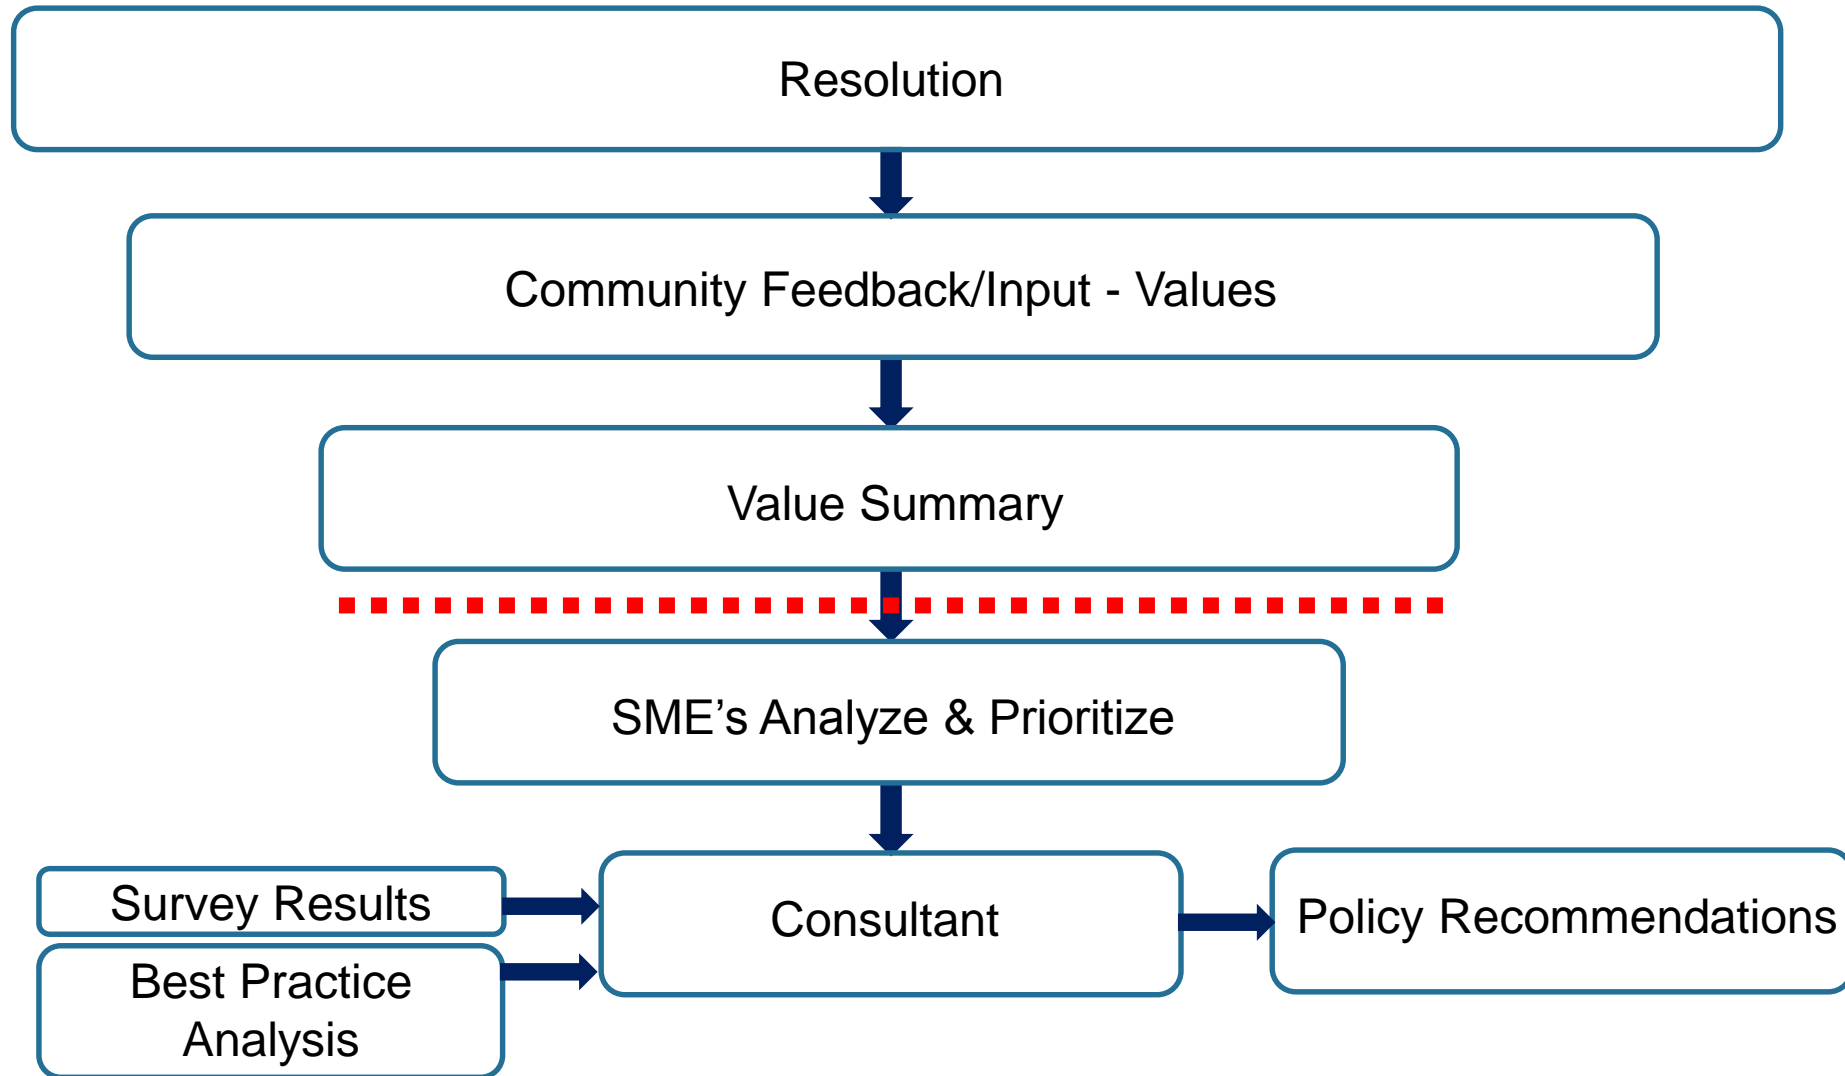 Resolution
Community Feedback/Input - Values
Value Summary
SME’s Analyze & Prioritize
Survey Results
Consultant
Policy Recommendations
Best Practice
Analysis